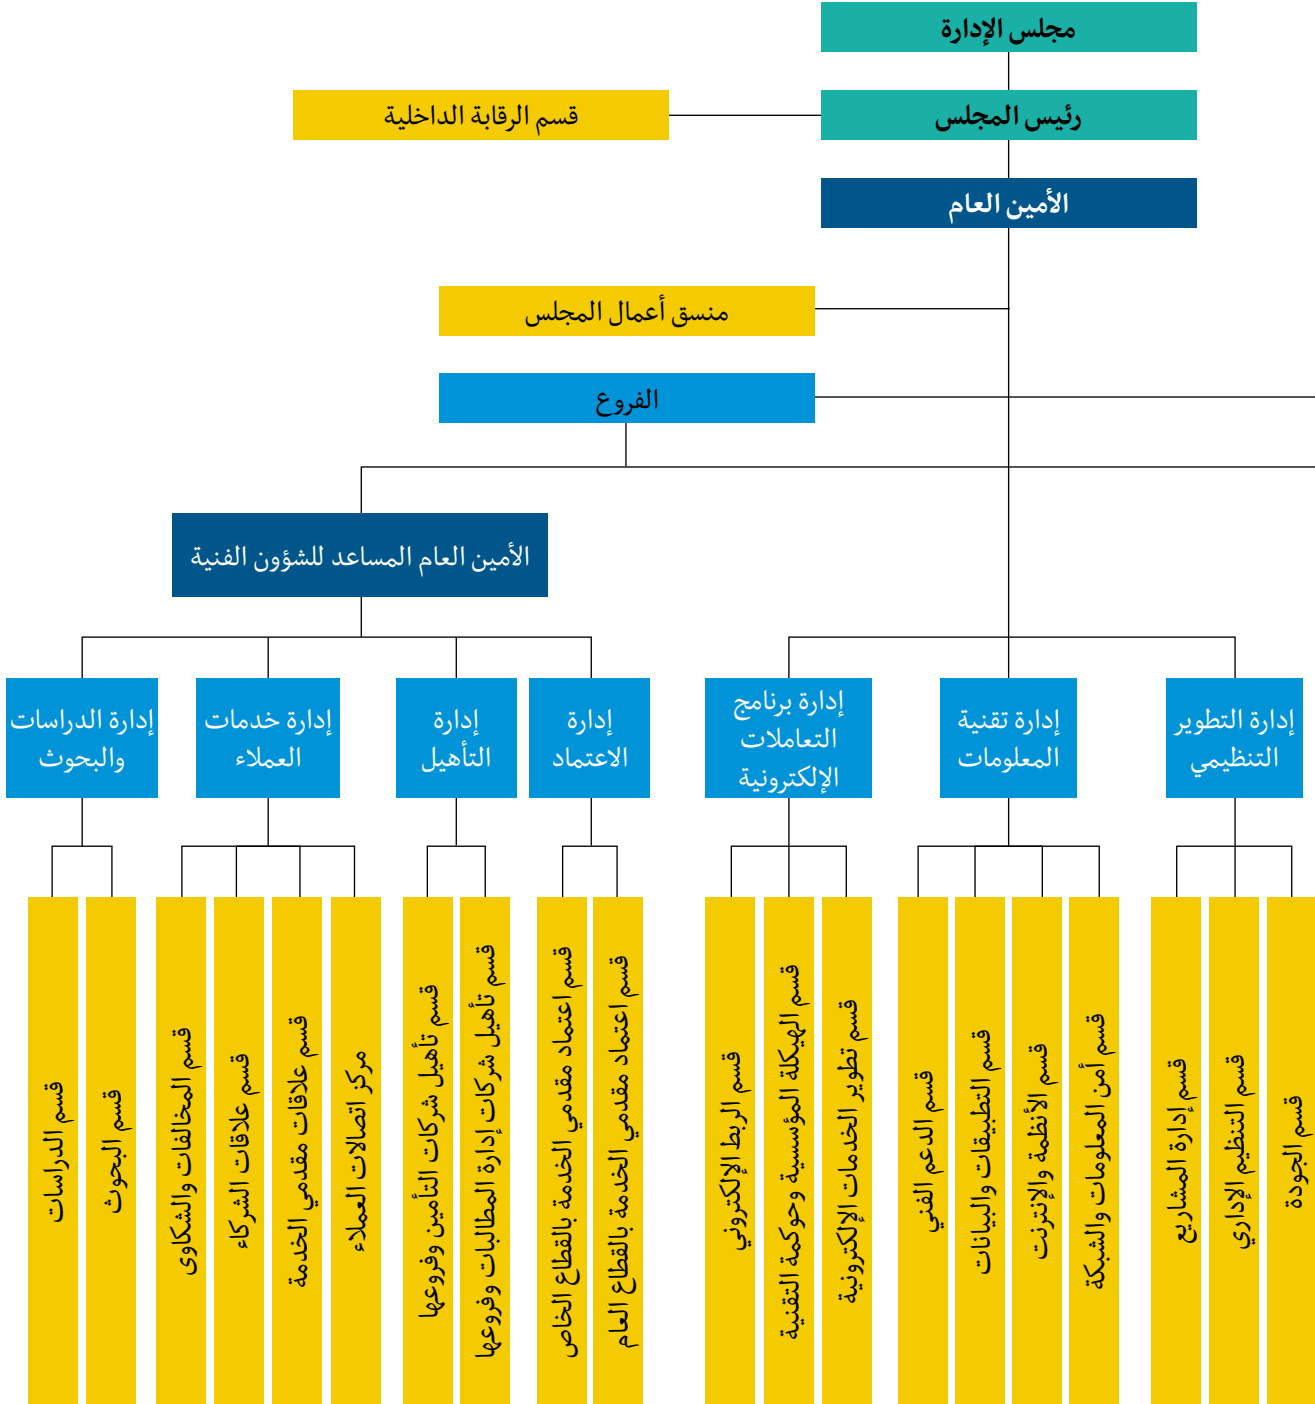 مجلس الإدارة
رئيس المجلس
قسم الرقابة الداخلية
الأمين العام
منسق أعمال المجلس
الفروع
الأمين العام المساعد للشؤون الفنية
إدارة التطوير
التنظيمي
إدارة تقنية
المعلومات
إدارة برنامج
التعاملات
الإلكترونية
إدارة
الاعتماد
إدارة
التأهيل
إدارة خدمات
العملاء
إدارة الدراسات
والبحوث
قسم الجودة
قسم التنظيم الإداري
قسم إدارة المشاريع
قسم أمن المعلومات والشبكة
قسم الأنظمة والإنترنت
قسم التطبيقات والبيانات
قسم الدعم الفني
قسم تطوير الخدمات الإلكترونية
قسم الهيكلة المؤسسية وحوكمة التقنية
قسم الربط الإلكتروني
قسم اعتماد مقدمي الخدمة بالقطاع العام
قسم اعتماد مقدمي الخدمة بالقطاع الخاص
قسم تأهيل شركات إدارة المطالبات وفروعها
قسم تأهيل شركات التأمين وفروعها
مركز اتصالات العملاء
قسم علاقات مقدمي الخدمة
قسم علاقات الشركاء
قسم المخالفات والشكاوى
قسم البحوث
قسم الدراسات